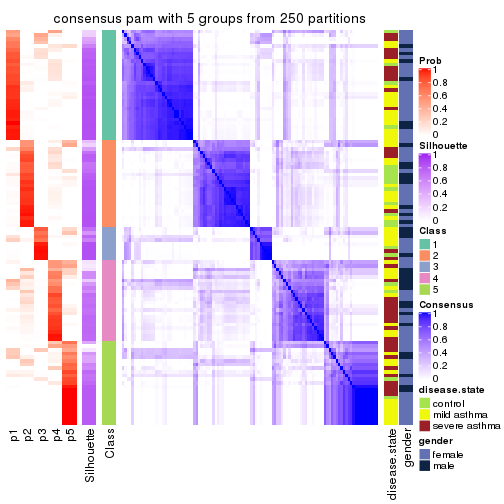 consensus pam with 5 groups from 250 partitions
Prob
1
0.8
0.6
0.4
0.2
0
Silhouette
1
0.8
0.6
0.4
0.2
0
Class
1
2
3
4
5
Consensus
1
0.8
0.6
0.4
0.2
0
disease.state
control
mild asthma
severe asthma
gender
female
male
p1
p2
p3
p4
p5
Silhouette
Class
disease.state
gender